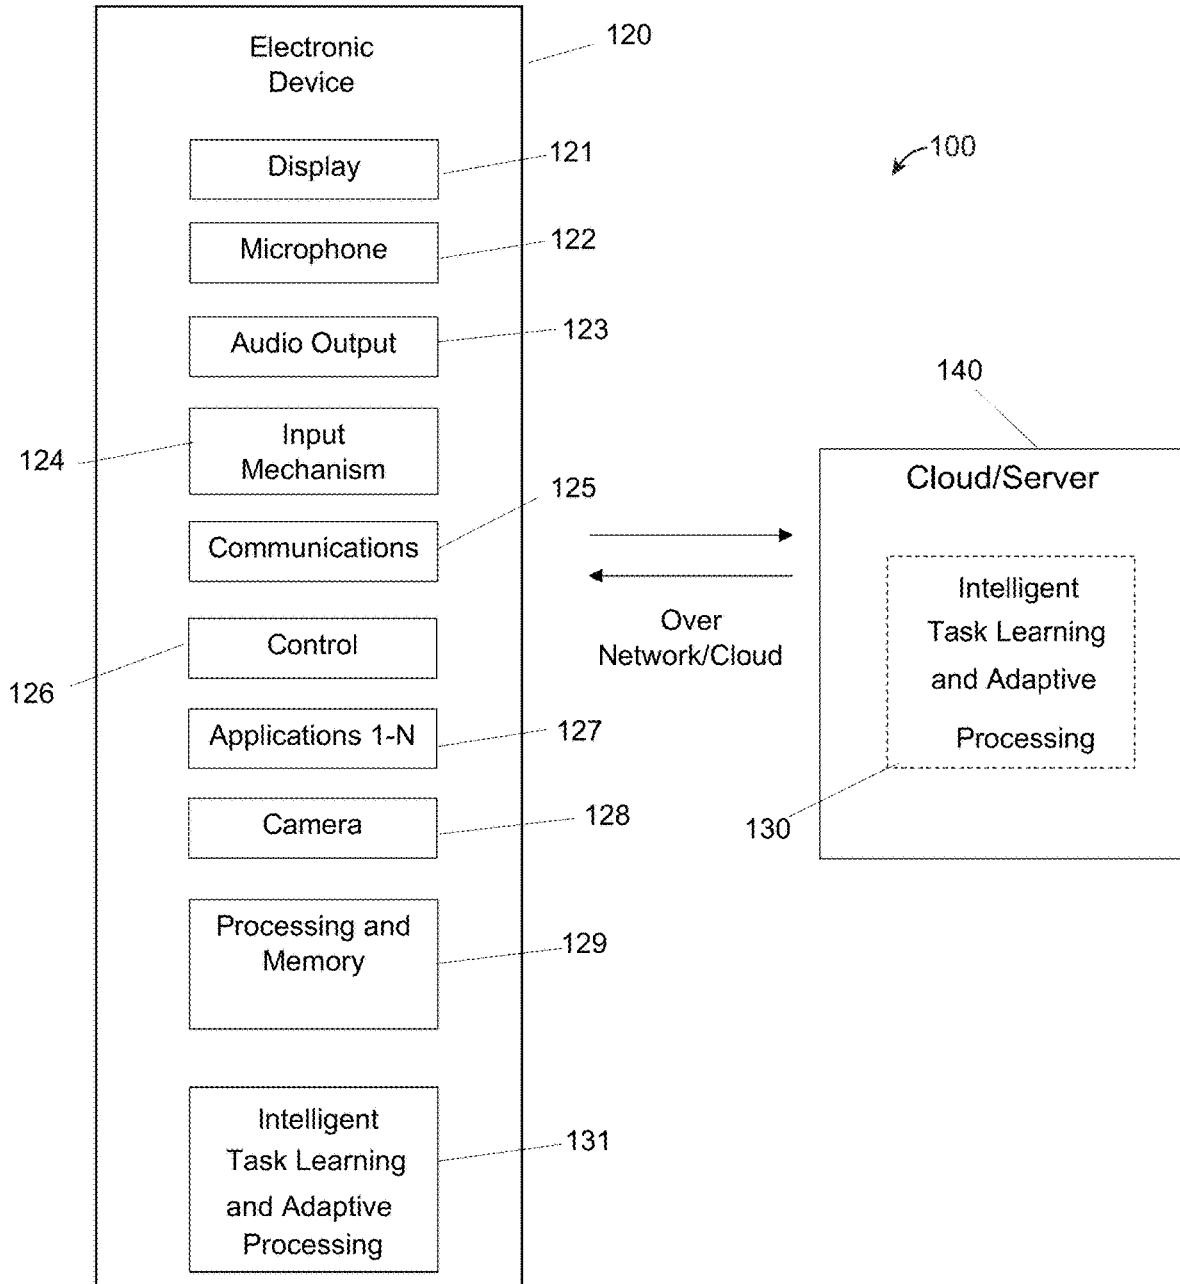 Electronic
Device
120
Display
121
Microphone
122
Audio Output
123
Input
Mechanism
124
Communications
125
Control
126
Applications 1-N
127
Camera
128
Processing and
Memory
129
Intelligent
Task Learning
and Adaptive
Processing
131
100
Over
Network/Cloud
140
Cloud/Server
Intelligent
Task Learning
and Adaptive
Processing
130